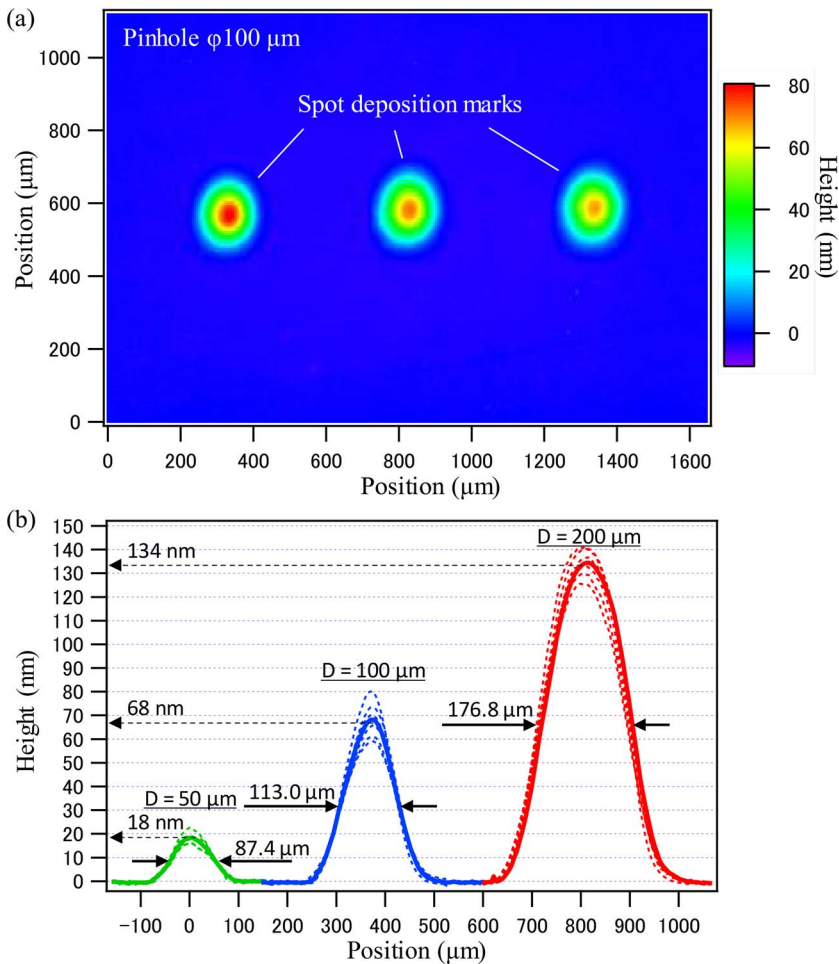 (a)
Pinhole φ100 μm
Spot deposition marks
1000
800
600
400
200
0
Position (μm)
0 200 400 600 800 1000 1200 1400 1600
Position (μm)
80
60
40
20
0
Height (nm)
(b)
150
140
130
120
110
100
90
80
70
60
50
40
30
20
10
0
Height (nm)
134 nm
D = 200 μm
D = 100 μm
68 nm
176.8 μm
D = 50 μm
113.0 μm
18 nm
87.4 μm
-100 0 100 200 300 400 500 600 700 800 900 1000
Position (μm)